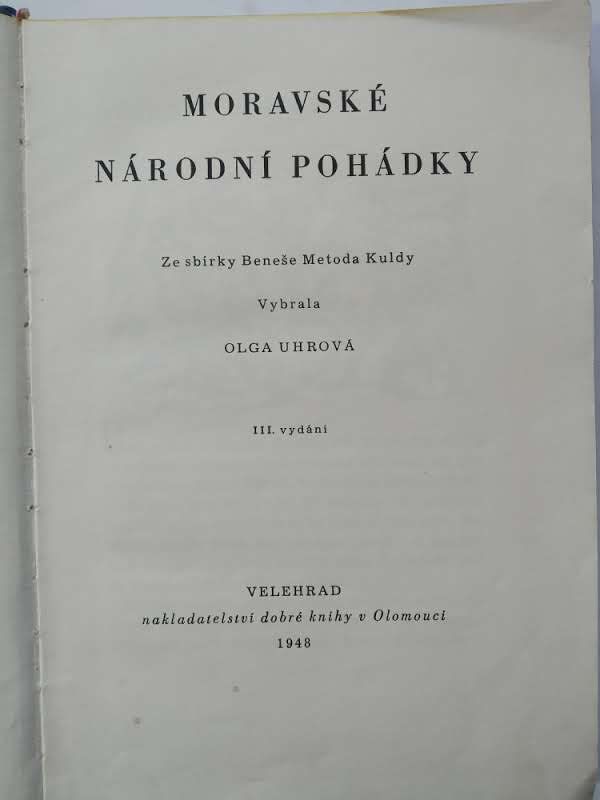 MORAVSKÉ
NÁRODNÍ POHÁDKY
Ze sbírky Beneše Metoda Kuldy
Vybrala
OLGA UHROVÁ
III. vydání
VELEHRAD
nakladatelství dobré knihy v Olomouci
1948